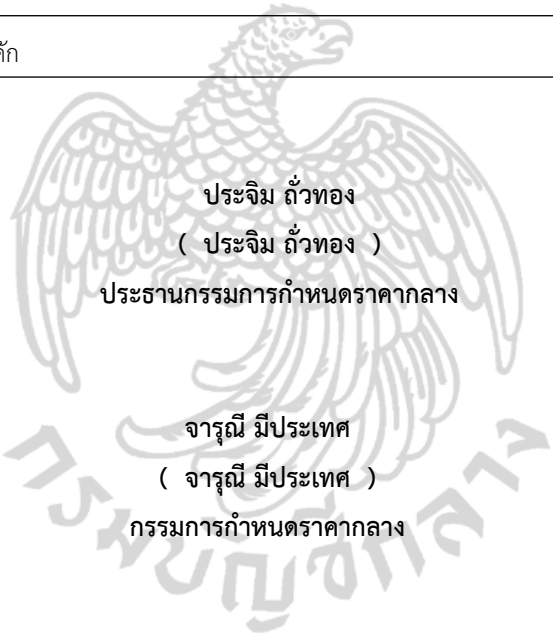 ประจิม ถั่วทอง
( ประจิม ถั่วทอง )
ประธานกรรมการกำหนดราคากลาง
จารุณี มีประเทศ
( จารุณี มีประเทศ )
กรรมการกำหนดราคากลาง
กรมบัญชีกลาง